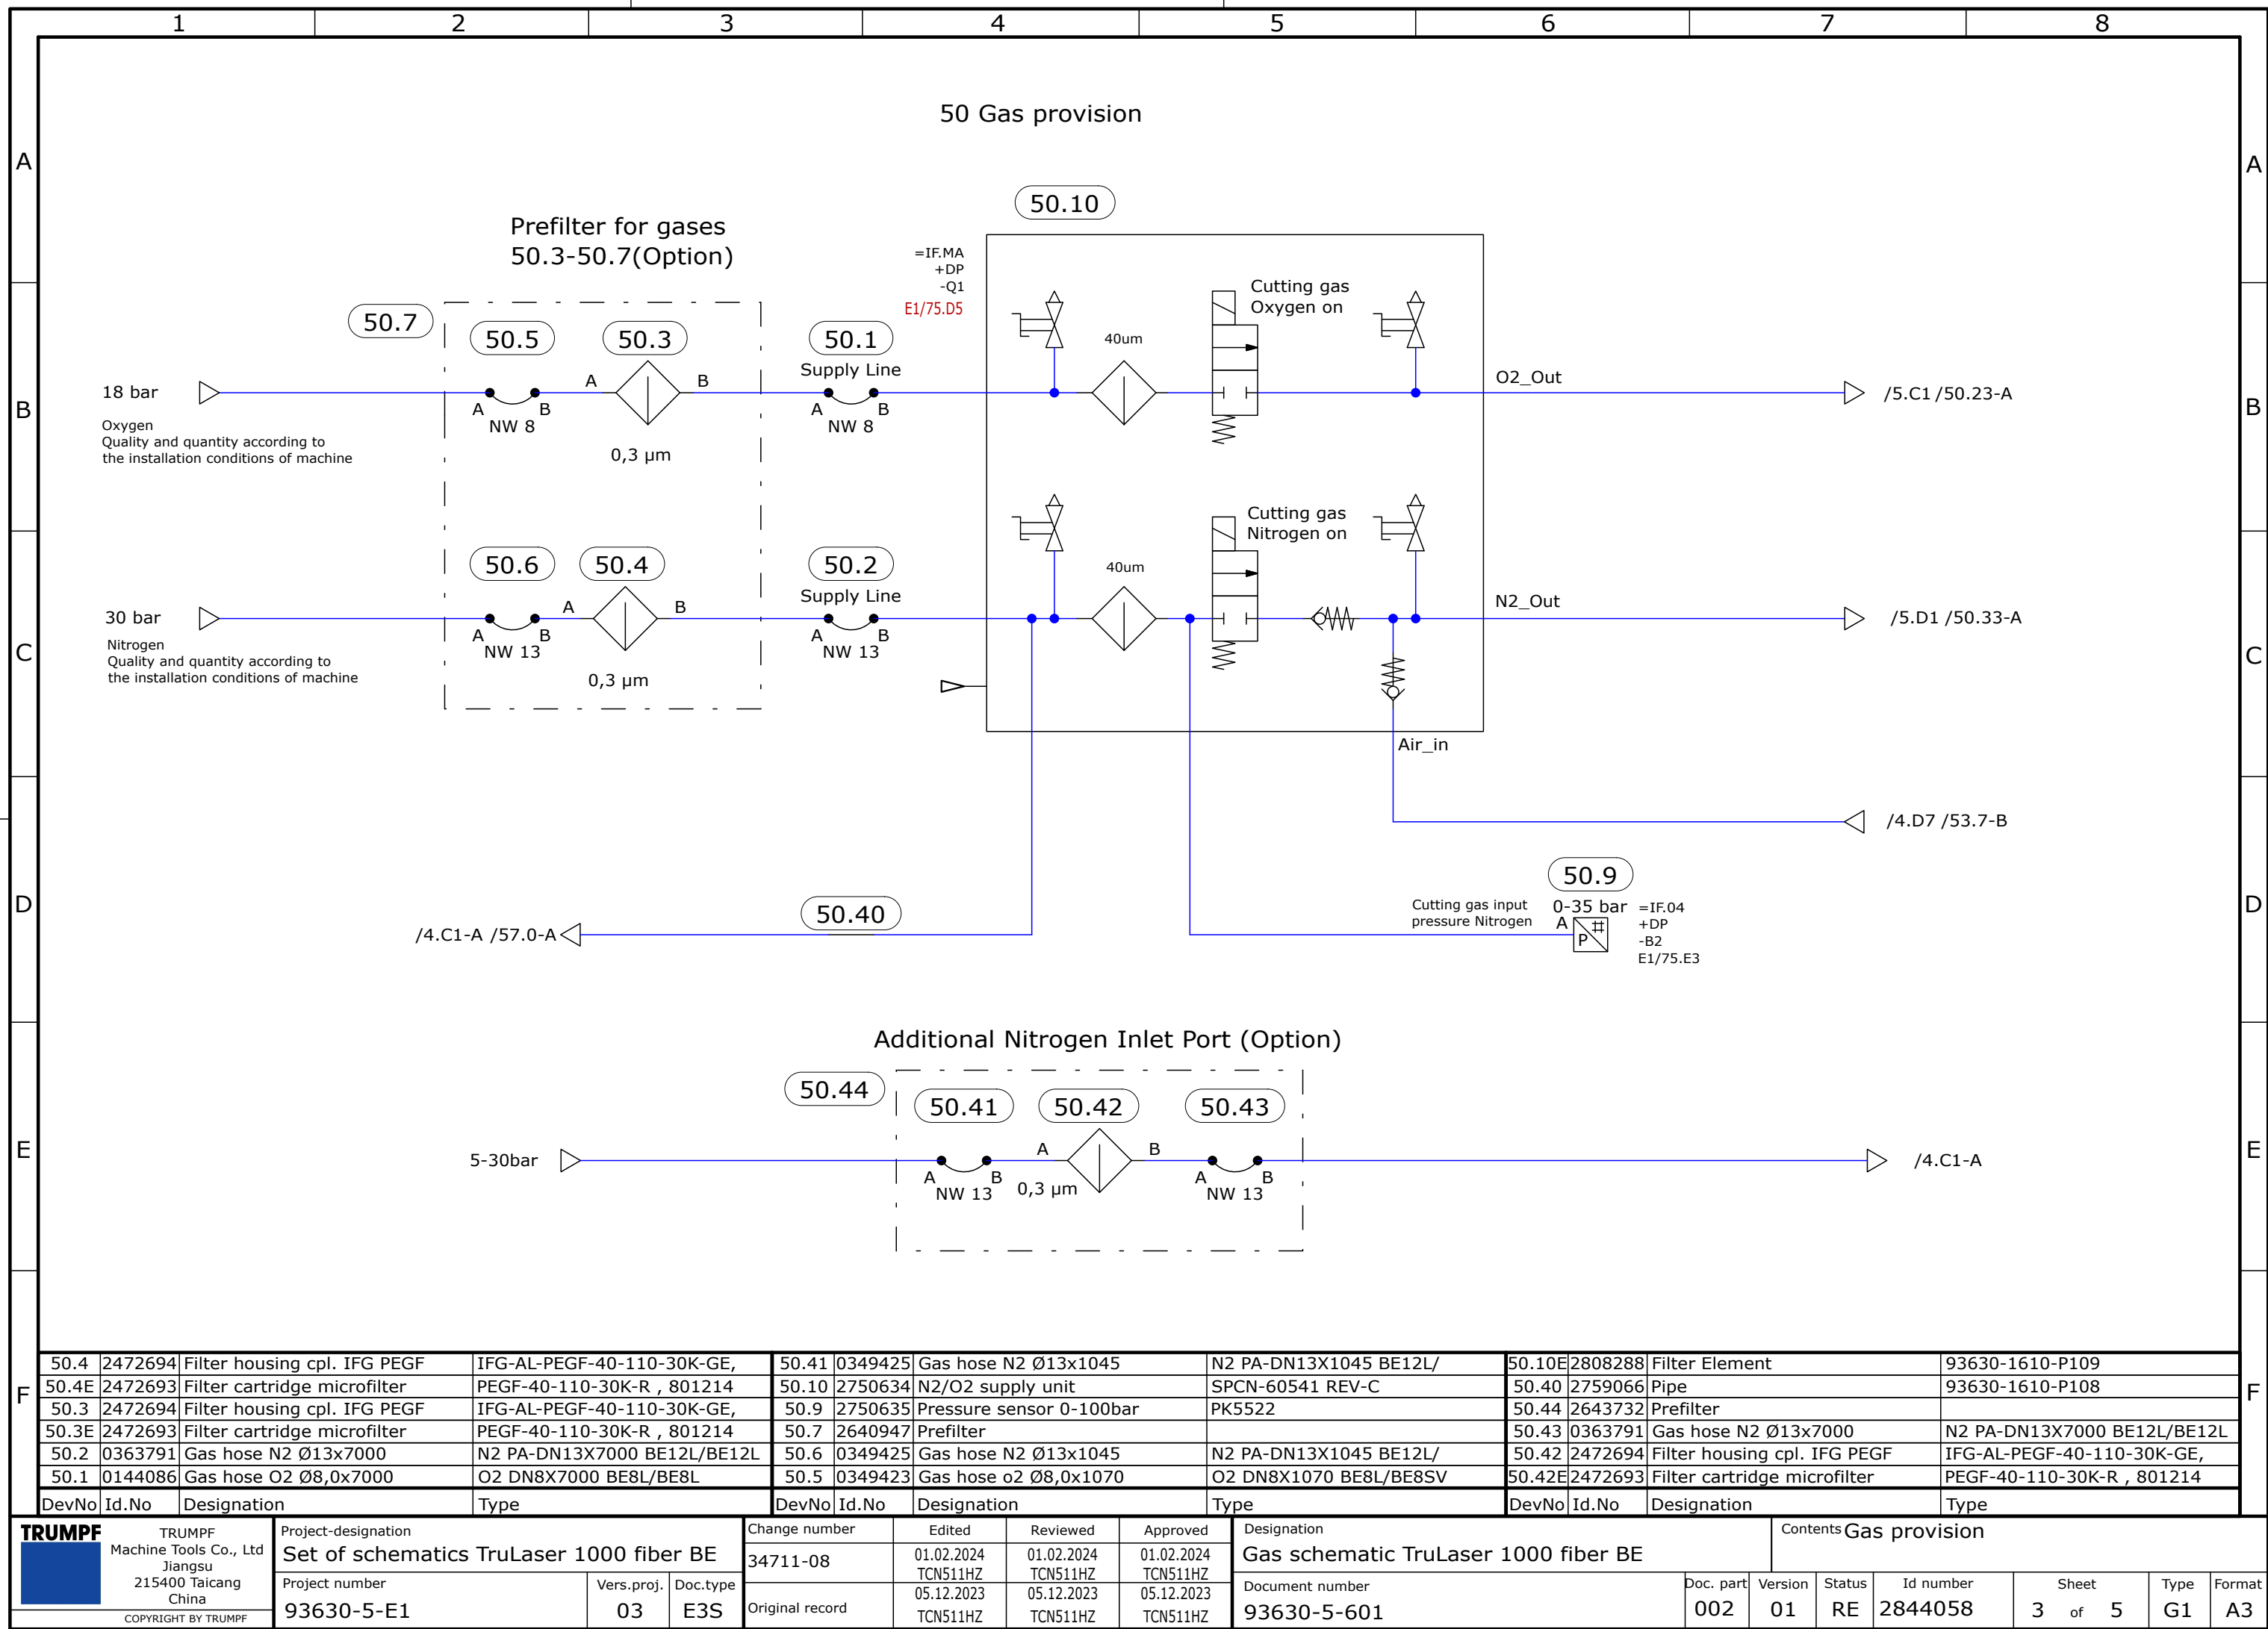 1 2 3 4 5 6 7 8
50 Gas provision
A A
50.10
Prefilter for gases
50.3-50.7(Option)
=IF.MA
+DP
-Q1
E1/75.D5
Cutting gas
Oxygen on
50.7
50.5 50.3 50.1
40um
Supply Line
18 bar
A B
O2_Out
/5.C1 /50.23-A
A B A B
NW 8 NW 8
B B
Oxygen
Quality and quantity according to
the installation conditions of machine
0,3 µm
Cutting gas
Nitrogen on
50.6 50.4 50.2
40um
Supply Line
30 bar
A B
N2_Out
/5.D1 /50.33-A
A B A B
NW 13 NW 13
C C
Nitrogen
Quality and quantity according to
the installation conditions of machine
0,3 µm
Air_in
/4.D7 /53.7-B
50.9
D D
50.40
Cutting gas input
pressure Nitrogen
0-35 bar
A
P
#
=IF.04
+DP
-B2
E1/75.E3
/4.C1-A /57.0-A
Additional Nitrogen Inlet Port (Option)
50.44
50.41 50.42 50.43
E E
5-30bar
A B
/4.C1-A
A B A B
NW 13 0,3 µm NW 13
F F
50.4 2472694 Filter housing cpl. IFG PEGF IFG-AL-PEGF-40-110-30K-GE, 50.41 0349425 Gas hose N2 Ø13x1045 N2 PA-DN13X1045 BE12L/ 50.10E 2808288 Filter Element 93630-1610-P109
50.4E 2472693 Filter cartridge microfilter PEGF-40-110-30K-R , 801214 50.10 2750634 N2/O2 supply unit SPCN-60541 REV-C 50.40 2759066 Pipe 93630-1610-P108
50.3 2472694 Filter housing cpl. IFG PEGF IFG-AL-PEGF-40-110-30K-GE, 50.9 2750635 Pressure sensor 0-100bar PK5522 50.44 2643732 Prefilter
50.3E 2472693 Filter cartridge microfilter PEGF-40-110-30K-R , 801214 50.7 2640947 Prefilter 50.43 0363791 Gas hose N2 Ø13x7000 N2 PA-DN13X7000 BE12L/BE12L
50.2 0363791 Gas hose N2 Ø13x7000 N2 PA-DN13X7000 BE12L/BE12L 50.6 0349425 Gas hose N2 Ø13x1045 N2 PA-DN13X1045 BE12L/ 50.42 2472694 Filter housing cpl. IFG PEGF IFG-AL-PEGF-40-110-30K-GE,
50.1 0144086 Gas hose O2 Ø8,0x7000 O2 DN8X7000 BE8L/BE8L 50.5 0349423 Gas hose o2 Ø8,0x1070 O2 DN8X1070 BE8L/BE8SV 50.42E 2472693 Filter cartridge microfilter PEGF-40-110-30K-R , 801214
DevNo Id.No Designation Type DevNo Id.No Designation Type DevNo Id.No Designation Type
TRUMPF
TRUMPF
Machine Tools Co., Ltd
Jiangsu
215400 Taicang
China
COPYRIGHT BY TRUMPF
Project-designation
Set of schematics TruLaser 1000 fiber BE
Project number
93630-5-E1
Vers.proj.
03
Doc.type
E3S
Change number Edited Reviewed Approved
34711-08 01.02.2024 01.02.2024 01.02.2024
TCN511HZ TCN511HZ TCN511HZ
Original record 05.12.2023 05.12.2023 05.12.2023
TCN511HZ TCN511HZ TCN511HZ
Designation
Gas schematic TruLaser 1000 fiber BE
Contents Gas provision
Document number
93630-5-601
Doc. part Version Status Id number Sheet Type Format
002 01 RE 2844058 3 of 5 G1 A3